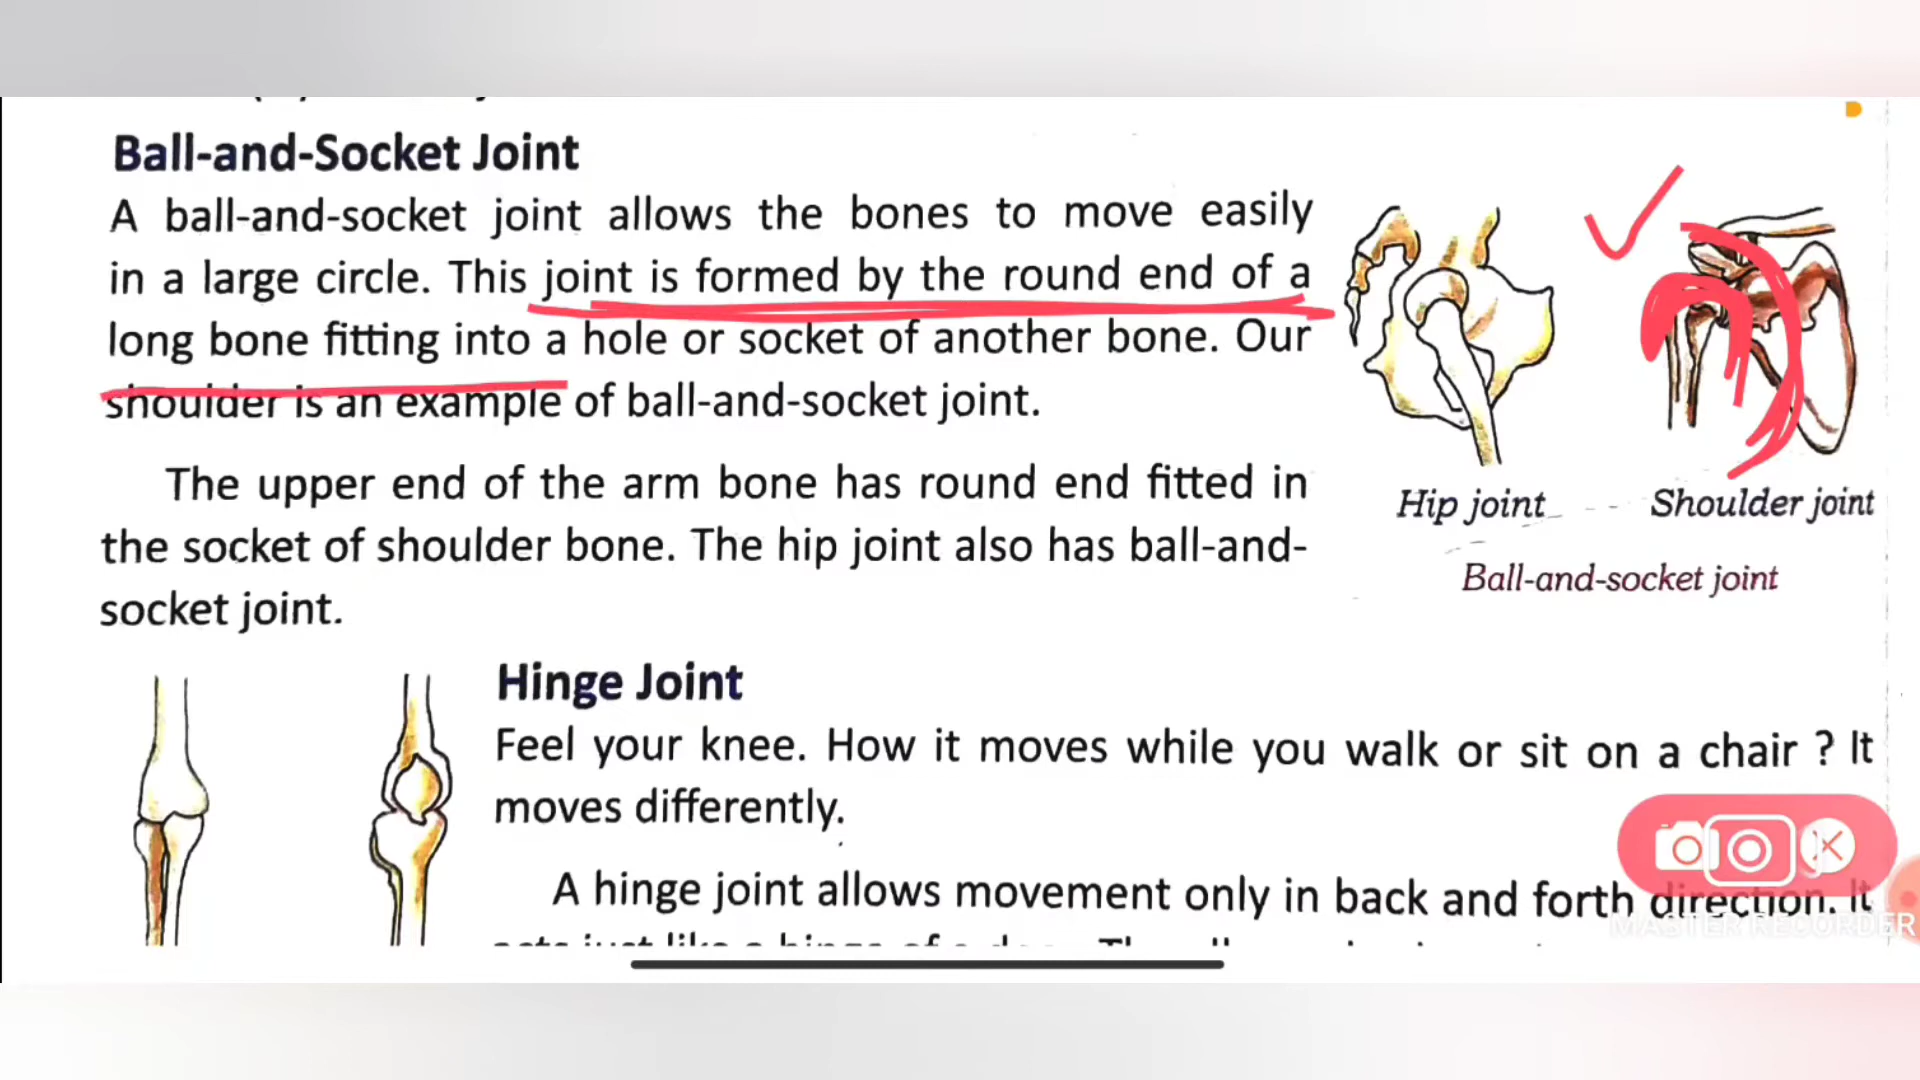 Ball-and-Socket Joint
A ball-and-socket joint allows the bones to move easily
in a large circle. This joint is formed by the round end of a
long bone fitting into a hole or socket of another bone. Our
shoulder is an example of ball-and-socket joint.
The upper end of the arm bone has round end fitted in
the socket of shoulder bone. The hip joint also has ball-and-
socket joint.
Hip joint
Shoulder joint
Ball-and-socket joint
Hinge Joint
Feel your knee. How it moves while you walk or sit on a chair ? It
moves differently.
A hinge joint allows movement only in back and forth direction. It
MASTER RECORDER